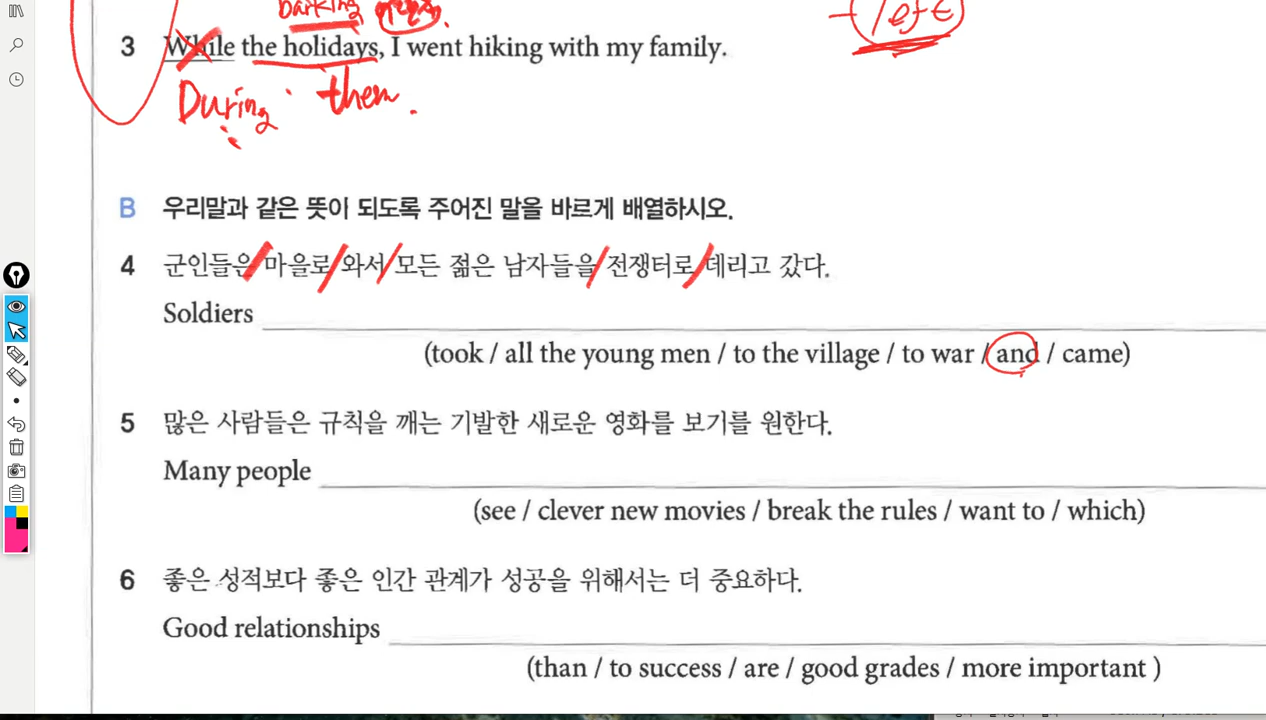 barking
left
3 While the holidays, I went hiking with my family.
During them.
B 우리말과 같은 뜻이 되도록 주어진 말을 바르게 배열하시오.
4 군인들은/마을로/와서/모든 젊은 남자들을/전쟁터로/데리고 갔다.
Soldiers
(took / all the young men / to the village / to war / and / came)
5 많은 사람들은 규칙을 깨는 기발한 새로운 영화를 보기를 원한다.
Many people
(see / clever new movies / break the rules / want to / which)
6 좋은 성적보다 좋은 인간 관계가 성공을 위해서는 더 중요하다.
Good relationships
(than / to success / are / good grades / more important )